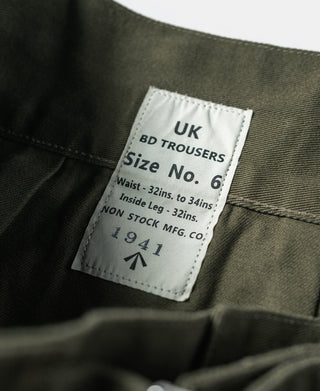 UK
BD TROUSERS
Size No. 6
Waist - 32ins. to 34ins
Inside Leg - 32ins.
NON STOCK MFG. CO.
1941